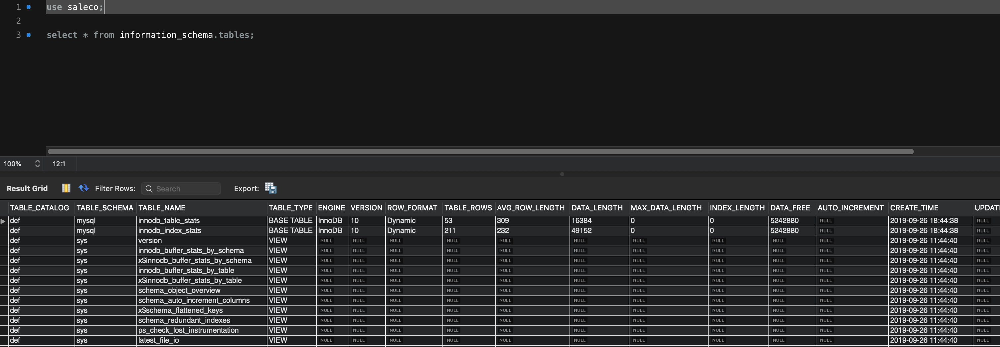 1 use saleco;
2
3 select * from information_schema.tables;
100% 12:1
Result Grid Filter Rows: Search Export:
TABLE_CATALOG TABLE_SCHEMA TABLE_NAME TABLE_TYPE ENGINE VERSION ROW_FORMAT TABLE_ROWS AVG_ROW_LENGTH DATA_LENGTH MAX_DATA_LENGTH INDEX_LENGTH DATA_FREE AUTO_INCREMENT CREATE_TIME UPDATI
def mysql innodb_table_stats BASE TABLE InnoDB 10 Dynamic 53 309 16384 0 0 5242880 NULL 2019-09-26 18:44:38 NULL
def mysql innodb_index_stats BASE TABLE InnoDB 10 Dynamic 211 232 49152 0 0 5242880 NULL 2019-09-26 18:44:38 NULL
def sys version VIEW NULL NULL NULL NULL NULL NULL NULL NULL NULL NULL 2019-09-26 11:44:40 NULL
def sys innodb_buffer_stats_by_schema VIEW NULL NULL NULL NULL NULL NULL NULL NULL NULL NULL 2019-09-26 11:44:40 NULL
def sys x$innodb_buffer_stats_by_schema VIEW NULL NULL NULL NULL NULL NULL NULL NULL NULL NULL 2019-09-26 11:44:40 NULL
def sys innodb_buffer_stats_by_table VIEW NULL NULL NULL NULL NULL NULL NULL NULL NULL NULL 2019-09-26 11:44:40 NULL
def sys x$innodb_buffer_stats_by_table VIEW NULL NULL NULL NULL NULL NULL NULL NULL NULL NULL 2019-09-26 11:44:40 NULL
def sys schema_object_overview VIEW NULL NULL NULL NULL NULL NULL NULL NULL NULL NULL 2019-09-26 11:44:40 NULL
def sys schema_auto_increment_columns VIEW NULL NULL NULL NULL NULL NULL NULL NULL NULL NULL 2019-09-26 11:44:40 NULL
def sys x$schema_flattened_keys VIEW NULL NULL NULL NULL NULL NULL NULL NULL NULL NULL 2019-09-26 11:44:40 NULL
def sys schema_redundant_indexes VIEW NULL NULL NULL NULL NULL NULL NULL NULL NULL NULL 2019-09-26 11:44:40 NULL
def sys ps_check_lost_instrumentation VIEW NULL NULL NULL NULL NULL NULL NULL NULL NULL NULL 2019-09-26 11:44:40 NULL
def sys latest_file_io VIEW NULL NULL NULL NULL NULL NULL NULL NULL NULL NULL 2019-09-26 11:44:40 NULL